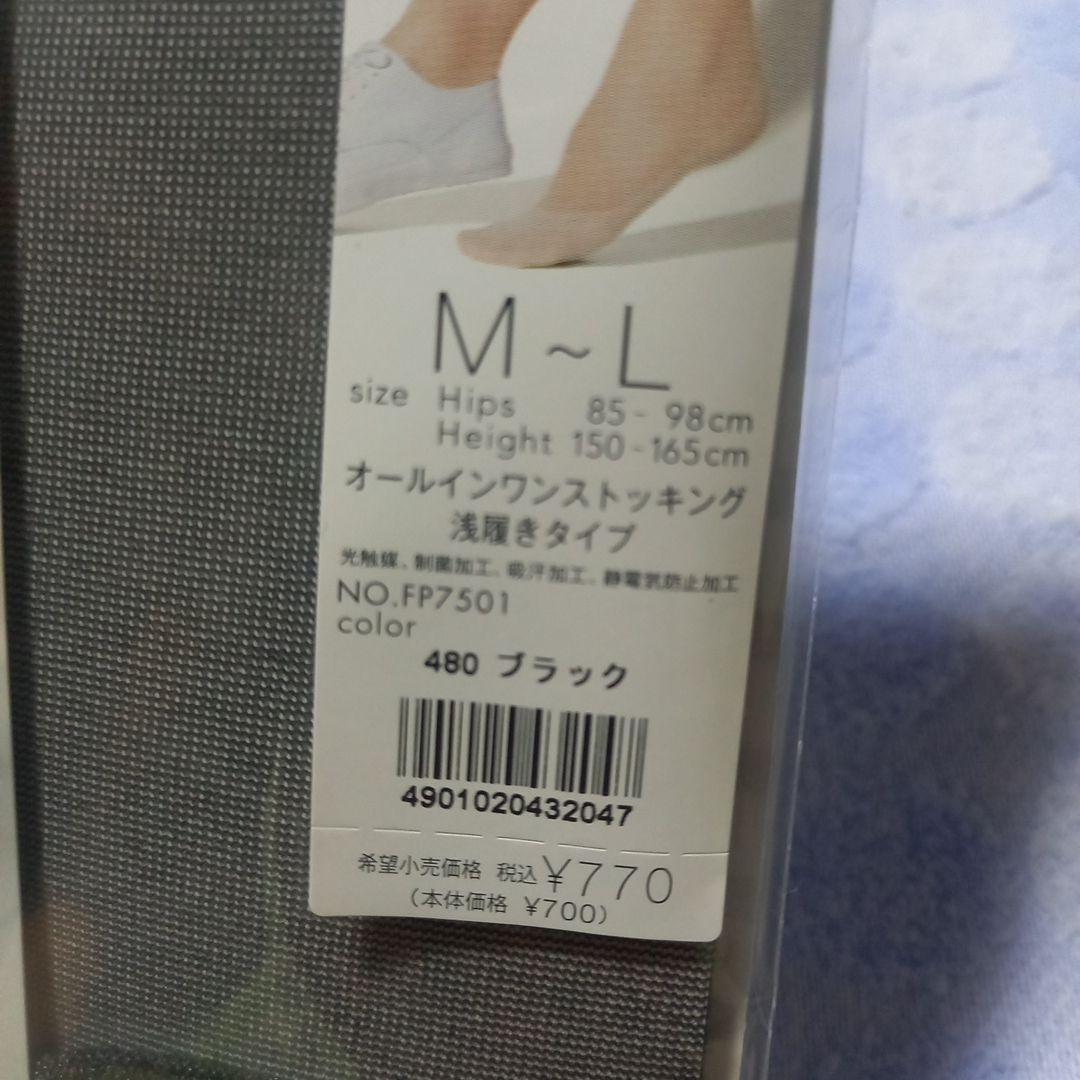 M ~ L
size Hips 85 - 98cm
Height 150 - 165cm
オールインワンストッキング
浅履きタイプ
光触媒、制菌加工、吸汗加工、静電気防止加工
NO.FP7501
color
480 ブラック
4901020432047
希望小売価格 税込¥770
(本体価格 ¥700)